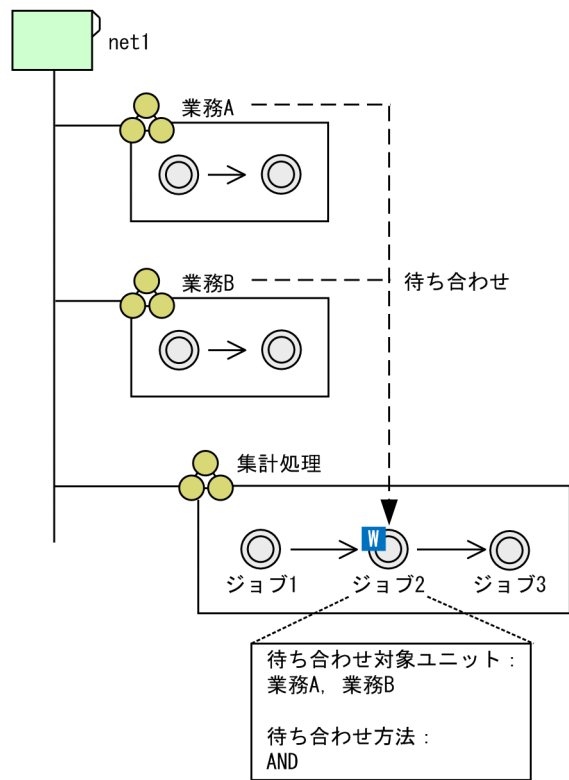 net1
業務A
業務B
待ち合わせ
集計処理
W
ジョブ1
ジョブ2
ジョブ3
待ち合わせ対象ユニット：
業務A, 業務B
待ち合わせ方法：
AND